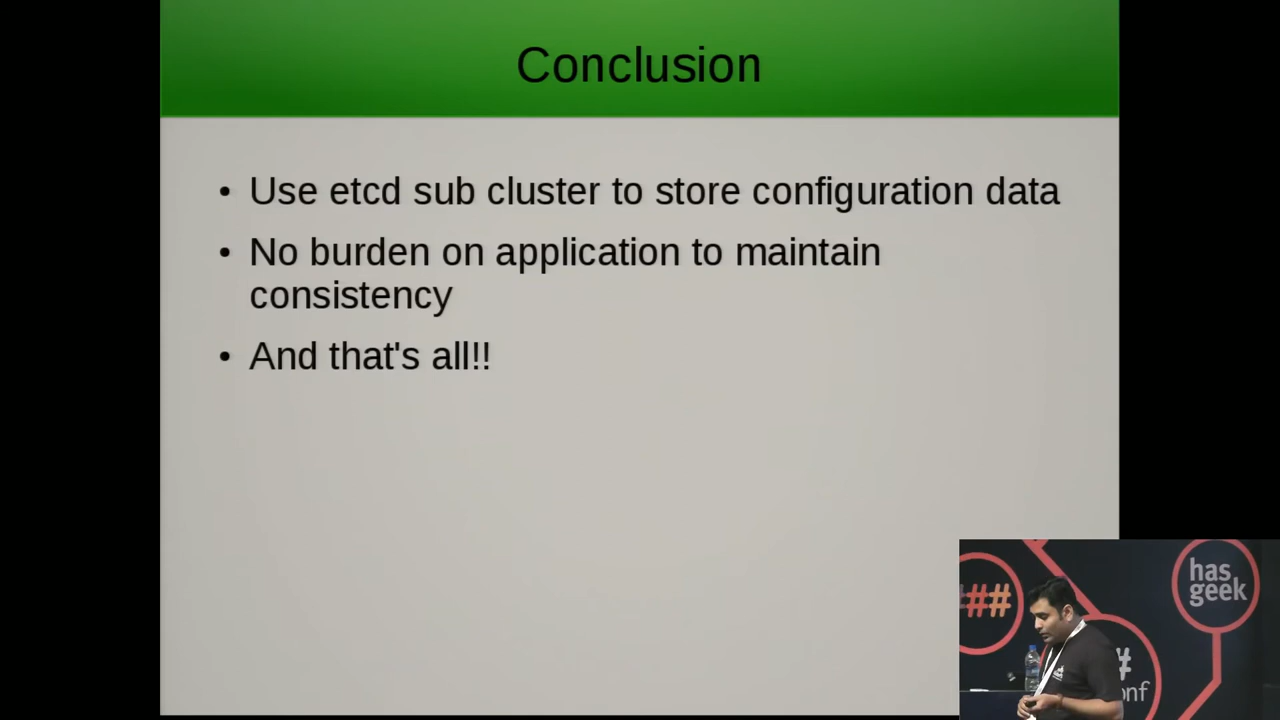 Conclusion
• Use etcd sub cluster to store configuration data
• No burden on application to maintain
consistency
• And that's all!!
has
geek
##
#
onf